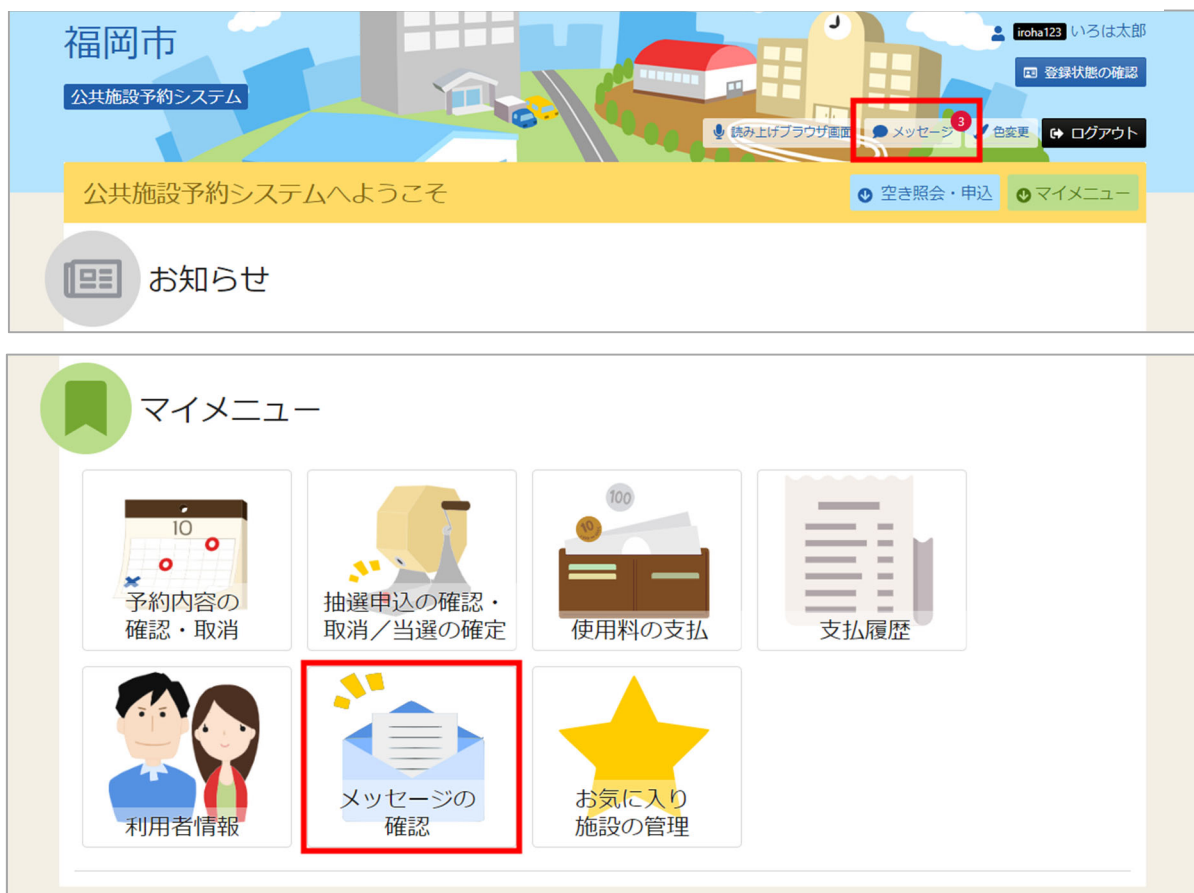 福岡市
iroha123 いろは太郎
登録状態の確認
公共施設予約システム
読み上げブラウザ画面 メッセージ 3 色変更 ログアウト
公共施設予約システムへようこそ 空き照会・申込 マイメニュー
お知らせ
マイメニュー
10
予約内容の
確認・取消
抽選申込の確認・
取消／当選の確定
100
10
使用料の支払
支払履歴
利用者情報
メッセージの
確認
お気に入り
施設の管理